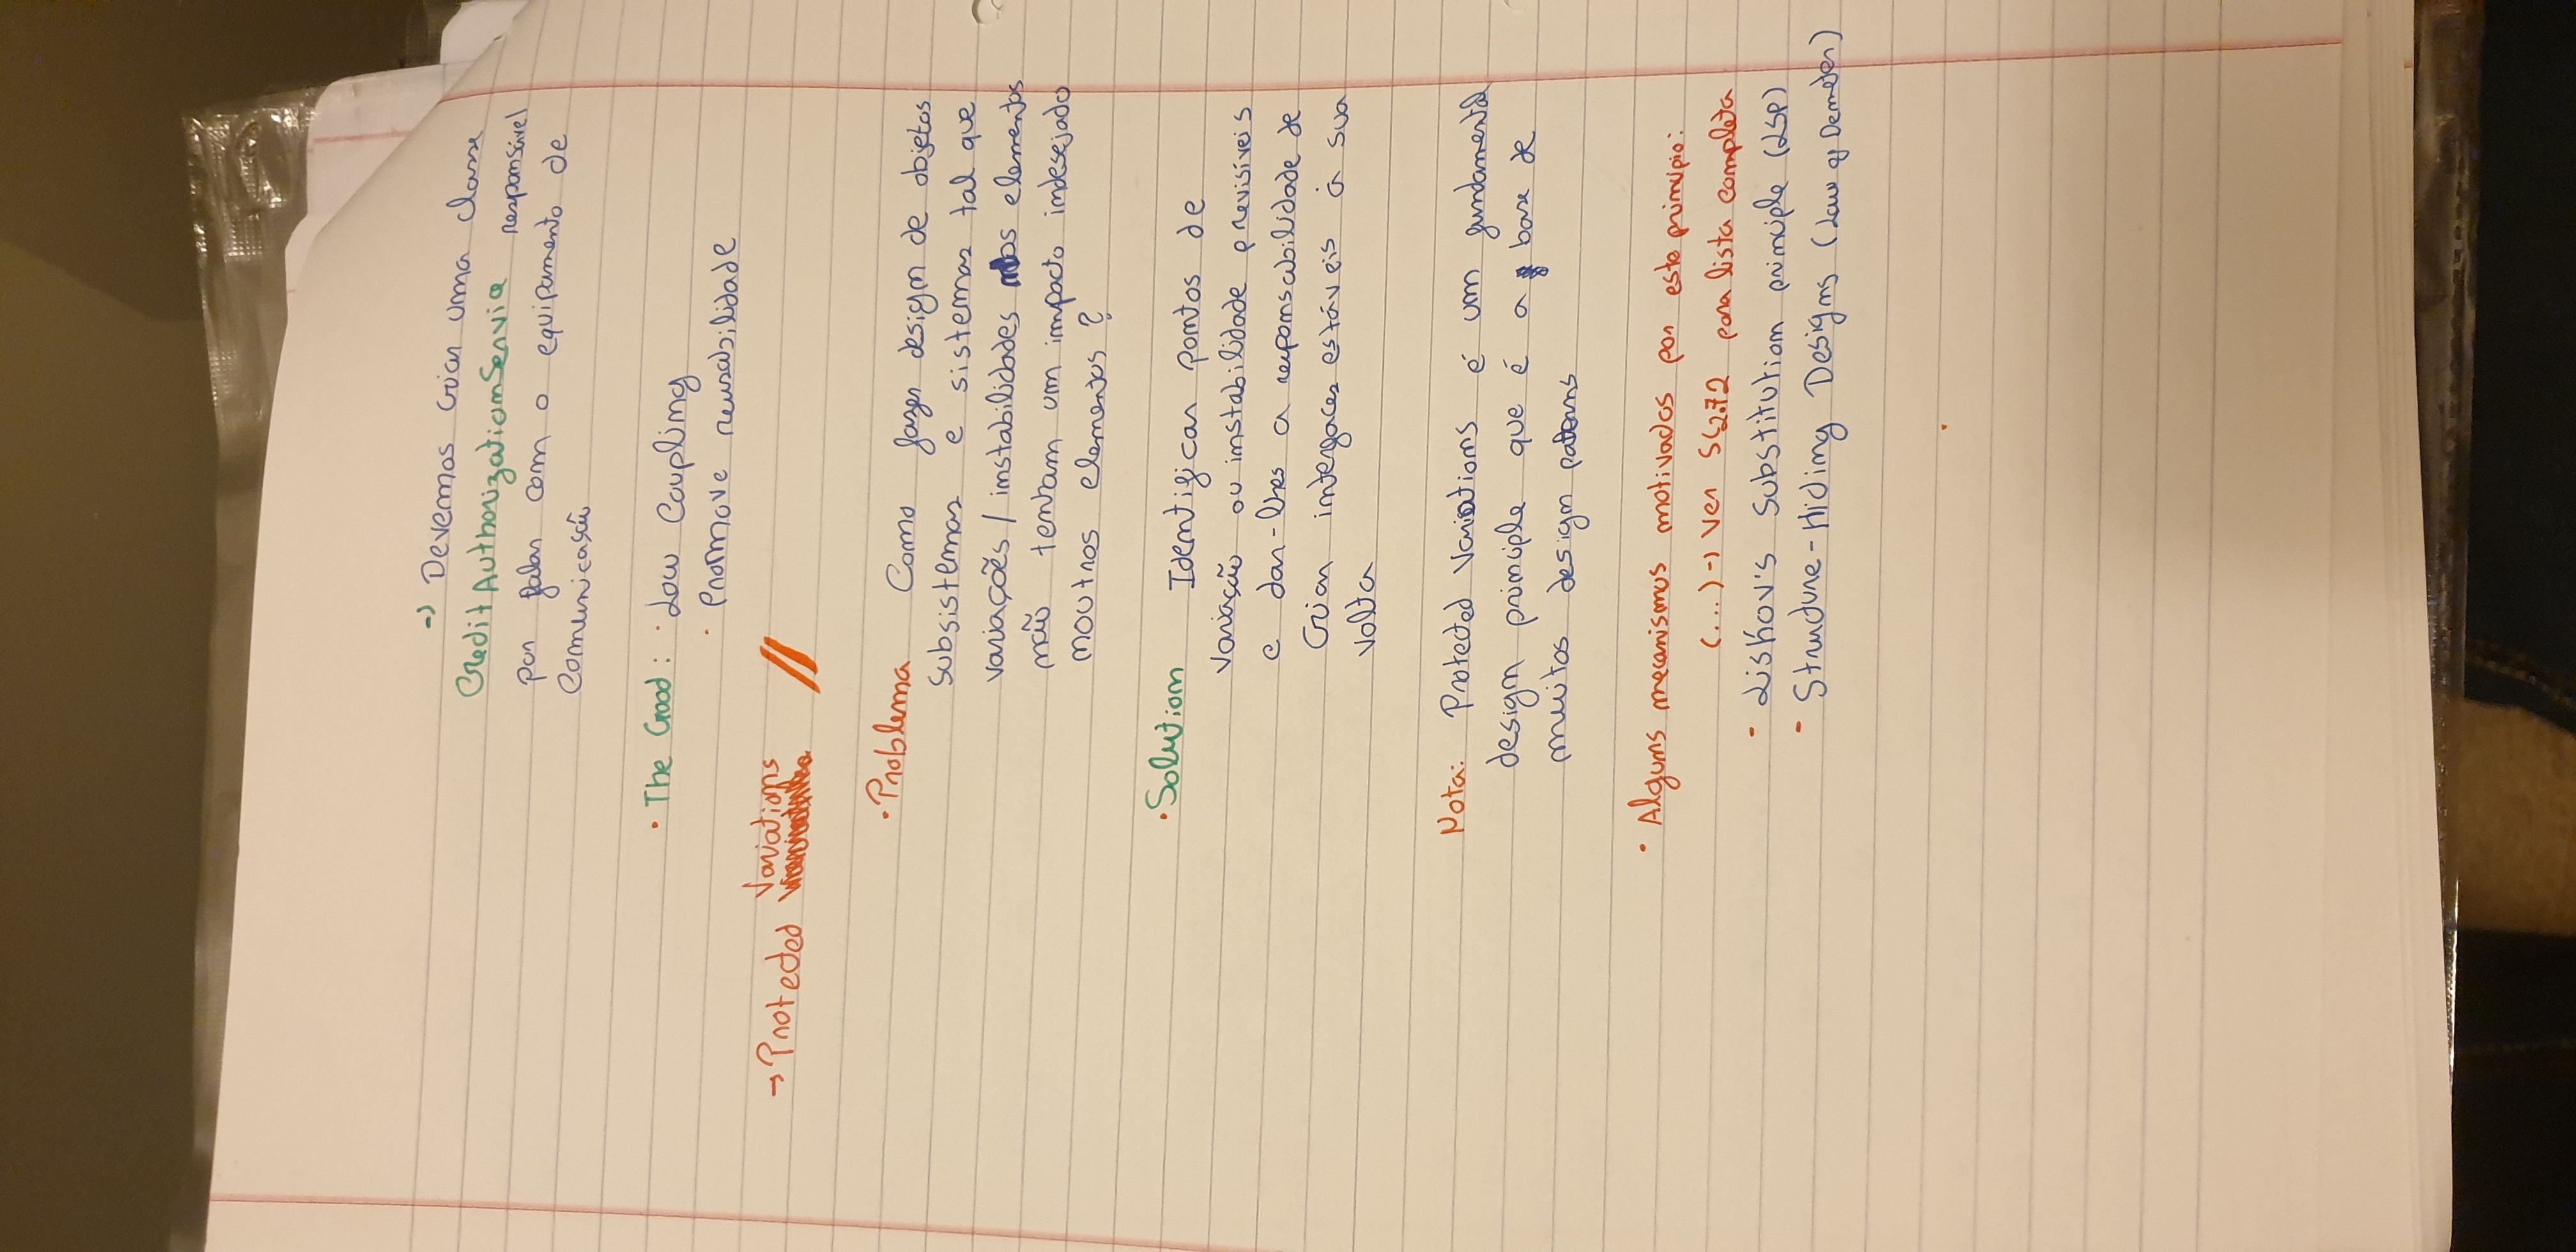 -> Devemos criar uma classe
CreditAuthorizationService responsável
por falar com o equipamento de
comunicação
• The Good: · Low Coupling
· Promove reusabilidade
Variations
→ Protected //
• Problema Como fazer design de objetos
subsistemas e sistemas tal que
variações / instabilidades nos elementos
não tenham um impacto indesejado
noutros elementos ?
• Solution Identificar pontos de
variação ou instabilidade previsíveis
e dar-lhes a responsabilidade de
criar interfaces estáveis à sua
volta
Nota: Protected Variations é um fundamental
design principle que é a base de
muitos design patterns
• Alguns mecanismos motivados por este principio:
(...) -> Ver SL2.72 para lista completa
- Liskov's Substitution principle (LSP)
- Structure-Hiding Designs (Law of Demeter)